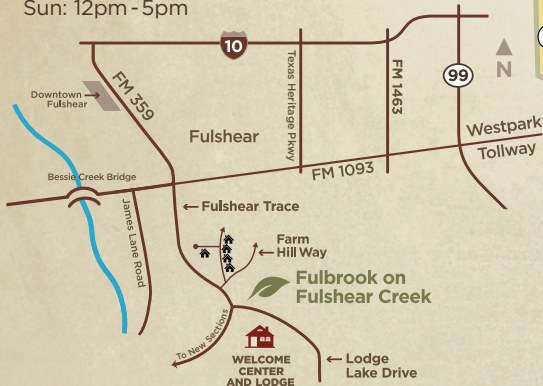 Sun: 12pm-5pm
10
Texas Heritage Pkwy
FM 1463
99
N
Downtown
Fulshear
FM 359
Fulshear
Westpark
Tollway
FM 1093
Bessie Creek Bridge
James Lane Road
Fulshear Trace
Farm
Hill Way
Fulbrook on
Fulshear Creek
To New Sections
WELCOME
CENTER
AND LODGE
Lodge
Lake Drive